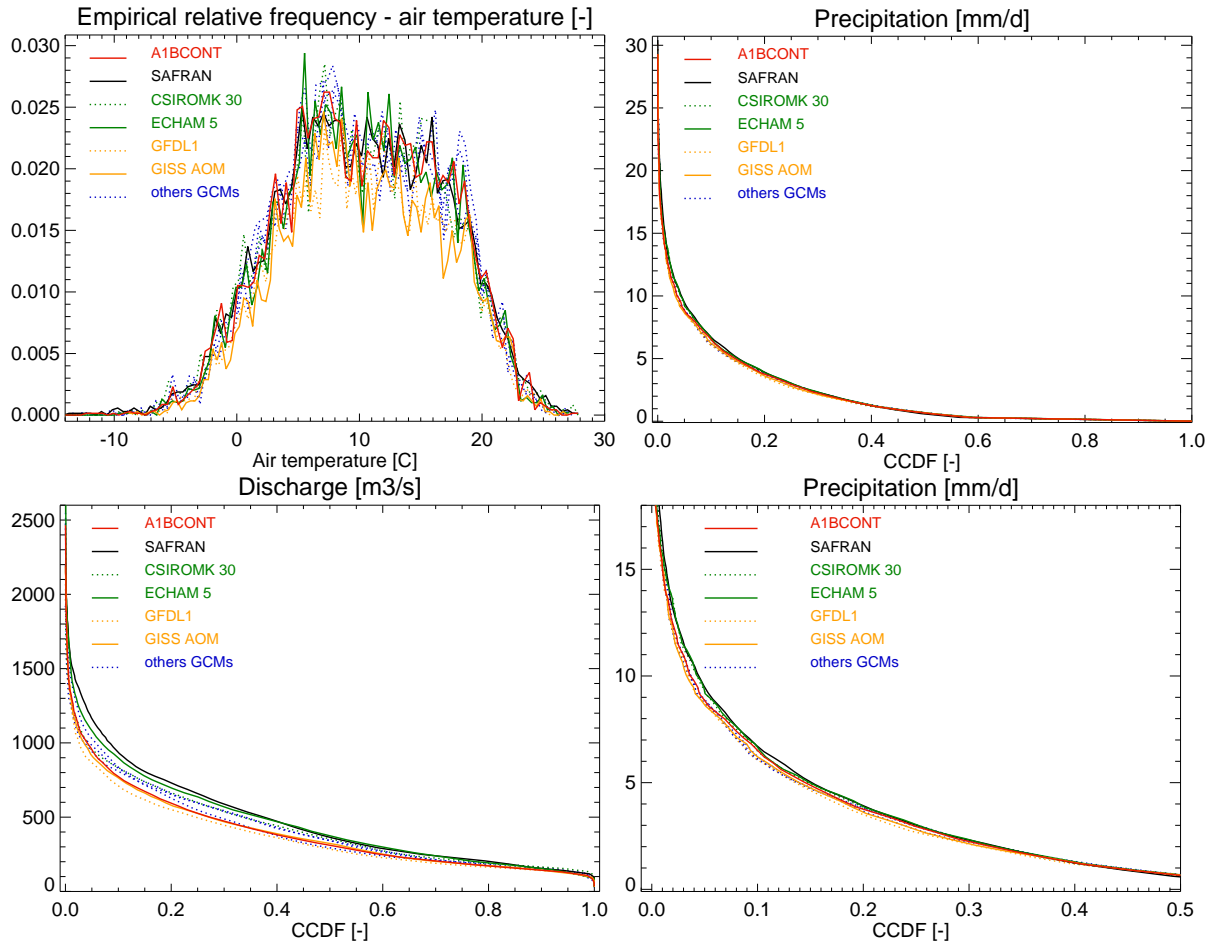 Empirical relative frequency - air temperature [-]
0.030
0.025
0.020
0.015
0.010
0.005
0.000
A1BCONT
SAFRAN
CSIROMK 30
ECHAM 5
GFDL1
GISS AOM
others GCMs
-10 0 10 20 30
Air temperature [C]
Precipitation [mm/d]
30
25
20
15
10
5
0
A1BCONT
SAFRAN
CSIROMK 30
ECHAM 5
GFDL1
GISS AOM
others GCMs
0.0 0.2 0.4 0.6 0.8 1.0
CCDF [-]
Discharge [m3/s]
2500
2000
1500
1000
500
0
A1BCONT
SAFRAN
CSIROMK 30
ECHAM 5
GFDL1
GISS AOM
others GCMs
0.0 0.2 0.4 0.6 0.8 1.0
CCDF [-]
Precipitation [mm/d]
15
10
5
0
A1BCONT
SAFRAN
CSIROMK 30
ECHAM 5
GFDL1
GISS AOM
others GCMs
0.0 0.1 0.2 0.3 0.4 0.5
CCDF [-]